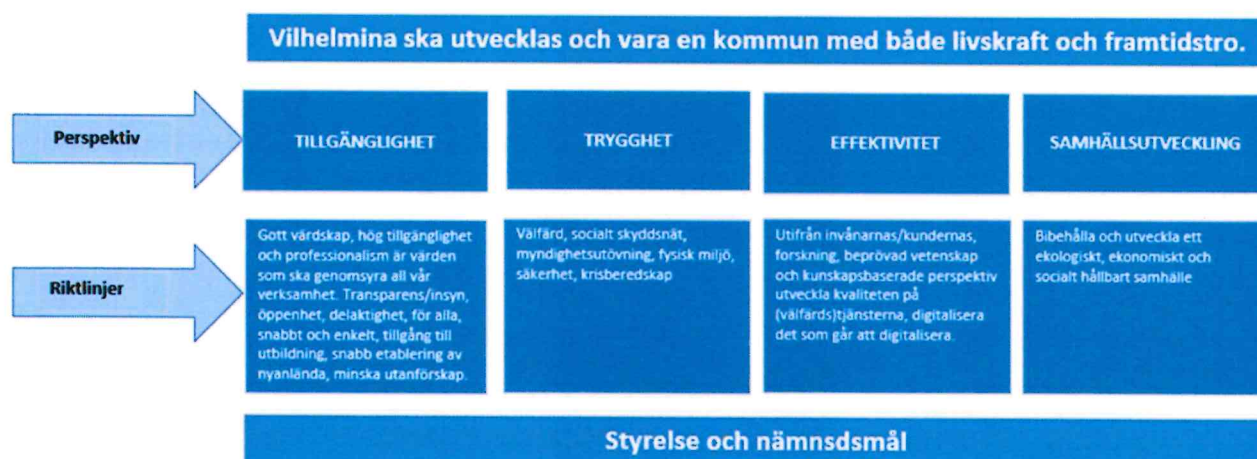 Vilhelmina ska utvecklas och vara en kommun med både livskraft och framtidstro.
Perspektiv
TILLGÄNGLIGHET
TRYGGHET
EFFEKTIVITET
SAMHÄLLSUTVECKLING
Riktlinjer
Gott värdskap, hög tillgänglighet
och professionalism är värden
som ska genomsyra all vår
verksamhet. Transparens/insyn,
öppenhet, delaktighet, för alla,
snabbt och enkelt, tillgång till
utbildning, snabb etablering av
nyanlända, minska utanförskap.
Välfärd, socialt skyddsnät,
myndighetsutövning, fysisk miljö,
säkerhet, krisberedskap
Utifrån invånarnas/kundernas,
forskning, beprövad vetenskap
och kunskapsbaserade perspektiv
utveckla kvaliteten på
(välfärds)tjänsterna, digitalisera
det som går att digitalisera.
Bibehålla och utveckla ett
ekologiskt, ekonomiskt och
socialt hållbart samhälle
Styrelse och nämnsdsmål